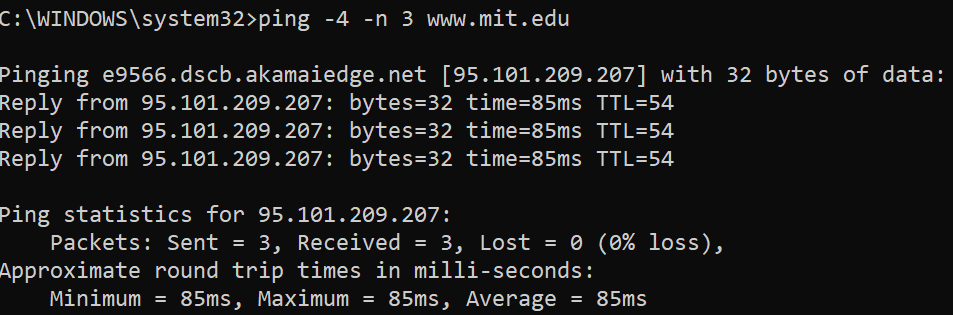 C:\WINDOWS\system32>ping -4 -n 3 www.mit.edu
Pinging e9566.dscb.akamaiedge.net [95.101.209.207] with 32 bytes of data:
Reply from 95.101.209.207: bytes=32 time=85ms TTL=54
Reply from 95.101.209.207: bytes=32 time=85ms TTL=54
Reply from 95.101.209.207: bytes=32 time=85ms TTL=54
Ping statistics for 95.101.209.207:
    Packets: Sent = 3, Received = 3, Lost = 0 (0% loss),
Approximate round trip times in milli-seconds:
    Minimum = 85ms, Maximum = 85ms, Average = 85ms